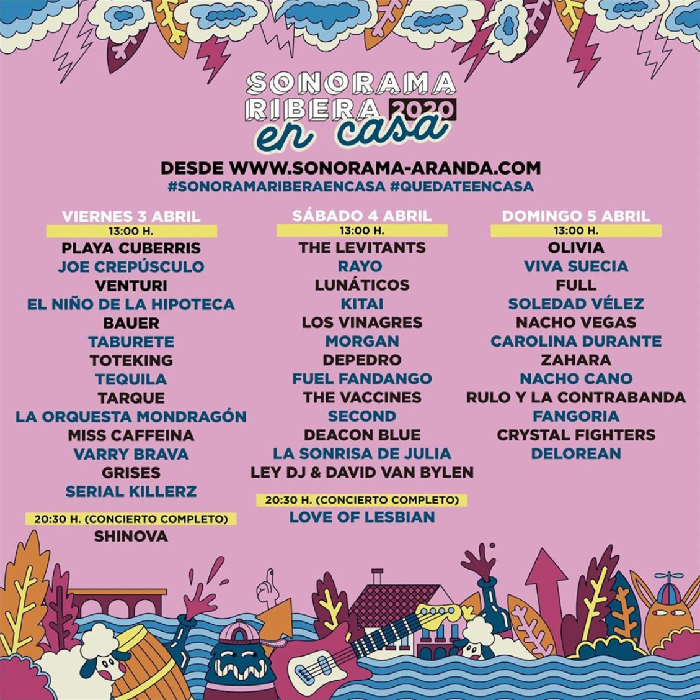 SONORAMA
RIBERA 2020
en casa
DESDE WWW.SONORAMA-ARANDA.COM
#SONORAMARIBERAENCASA #QUEDATEENCASA
VIERNES 3 ABRIL
13:00 H.
PLAYA CUBERRIS
JOE CREPÚSCULO
VENTURI
EL NIÑO DE LA HIPOTECA
BAUER
TABURETE
TOTEKING
TEQUILA
TARQUE
LA ORQUESTA MONDRAGÓN
MISS CAFFEINA
VARRY BRAVA
GRISES
SERIAL KILLERZ
20:30 H. (CONCIERTO COMPLETO)
SHINOVA
SÁBADO 4 ABRIL
13:00 H.
THE LEVITANTS
RAYO
LUNÁTICOS
KITAI
LOS VINAGRES
MORGAN
DEPEDRO
FUEL FANDANGO
THE VACCINES
SECOND
DEACON BLUE
LA SONRISA DE JULIA
LEY DJ & DAVID VAN BYLEN
20:30 H. (CONCIERTO COMPLETO)
LOVE OF LESBIAN
DOMINGO 5 ABRIL
13:00 H.
OLIVIA
VIVA SUECIA
FULL
SOLEDAD VÉLEZ
NACHO VEGAS
CAROLINA DURANTE
ZAHARA
NACHO CANO
RULO Y LA CONTRABANDA
FANGORIA
CRYSTAL FIGHTERS
DELOREAN